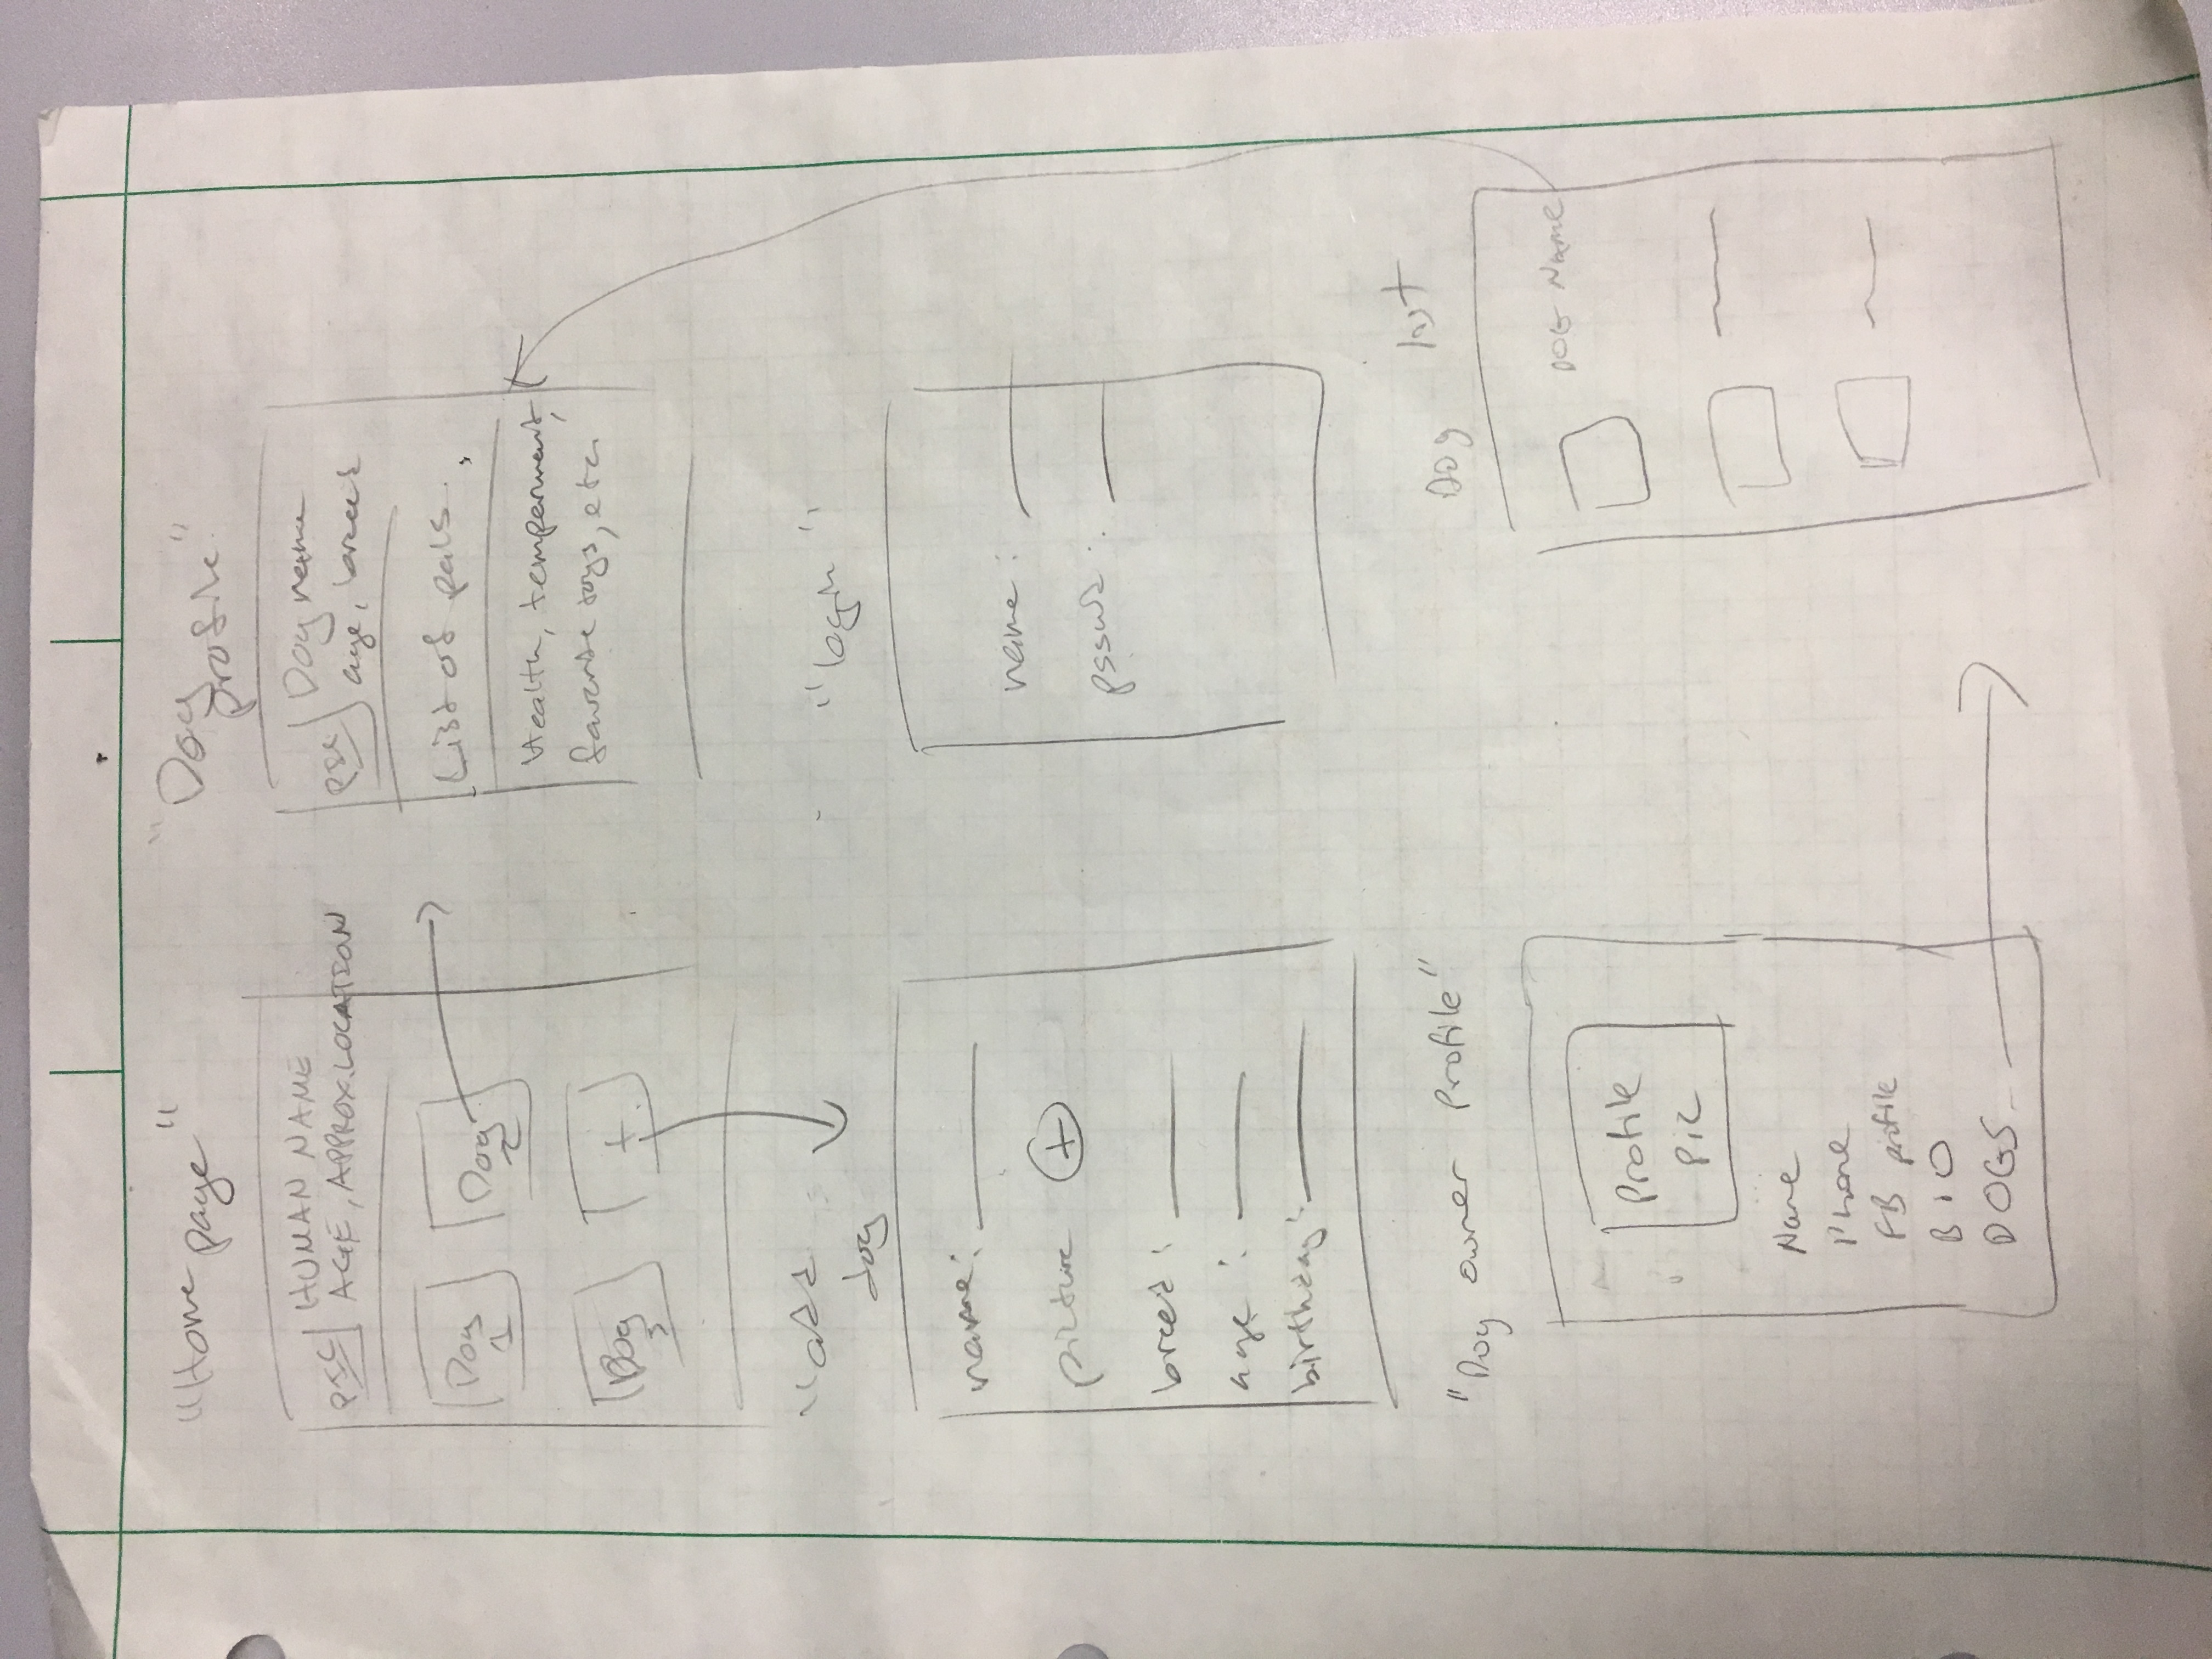 "Home page"
PIC
HUMAN NAME
AGE, APPROX. LOCATION
Dog
1
Dog
2
Dog
3
+
"Dog
profile"
PIC
Dog name
age, breed
List of pals.
Health, temperment,
favorite toys, etc.
"add
dog
name:
picture +
breed:
age:
birthday:
"login"
name:
psswd:
"Dog owner Profile"
Profile
Pic
Name
Phone
FB profile
BIO
DOGS
Dog list
DOG NAME